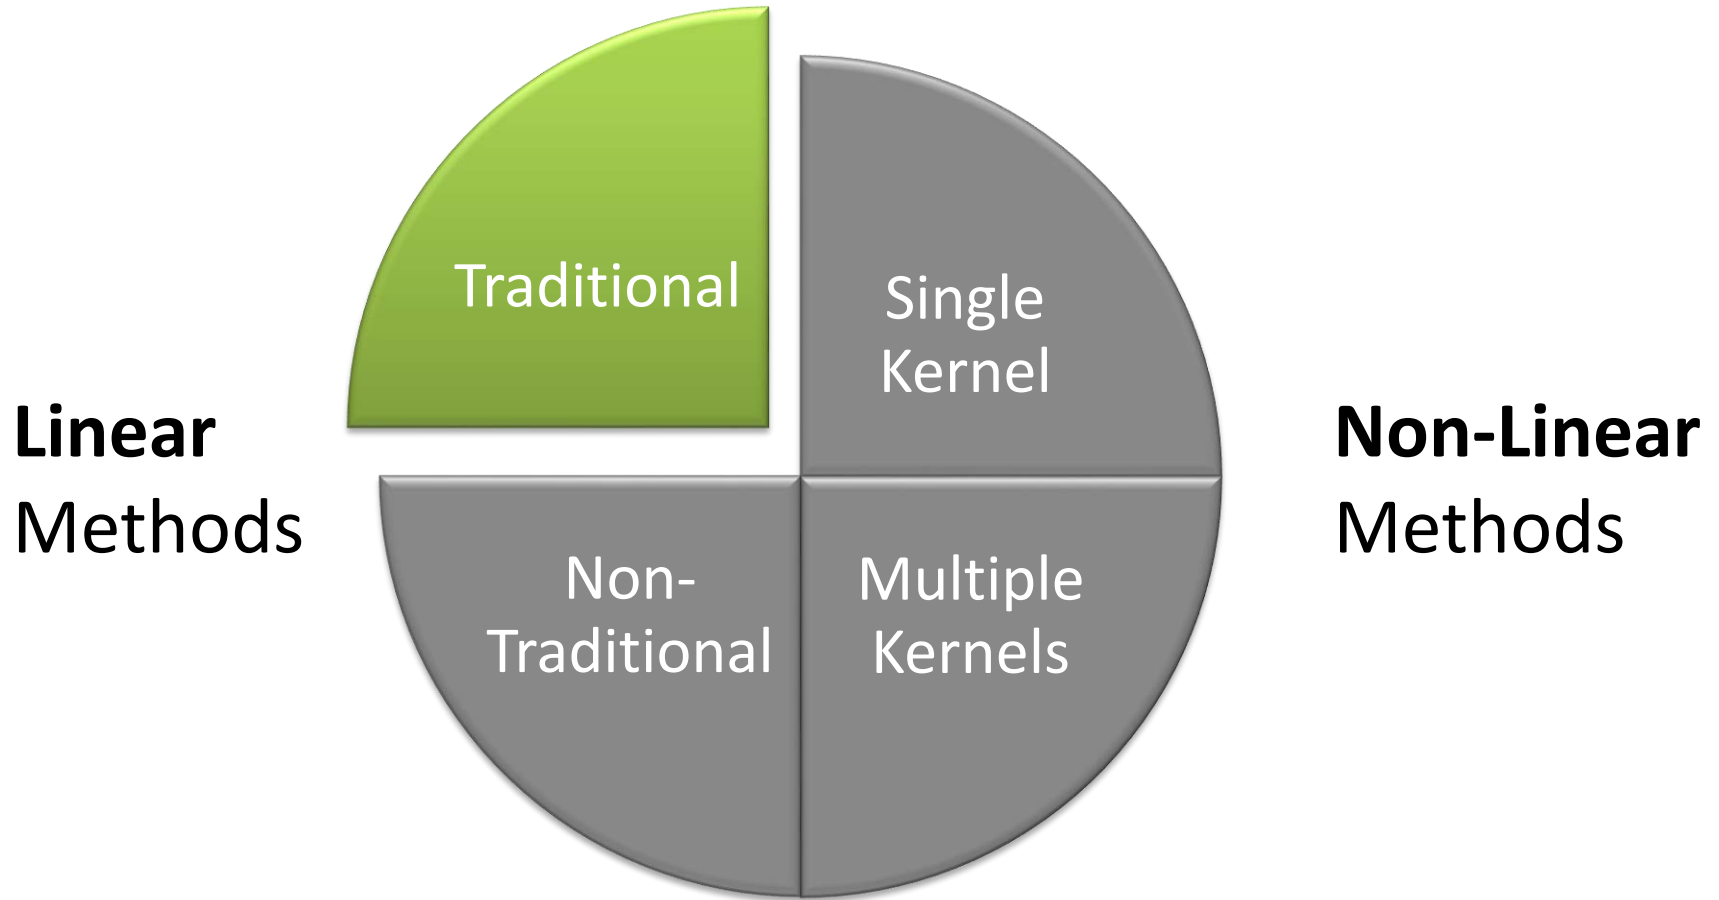 Traditional
Single
Kernel
Linear
Methods
Non-Linear
Methods
Non-
Traditional
Multiple
Kernels